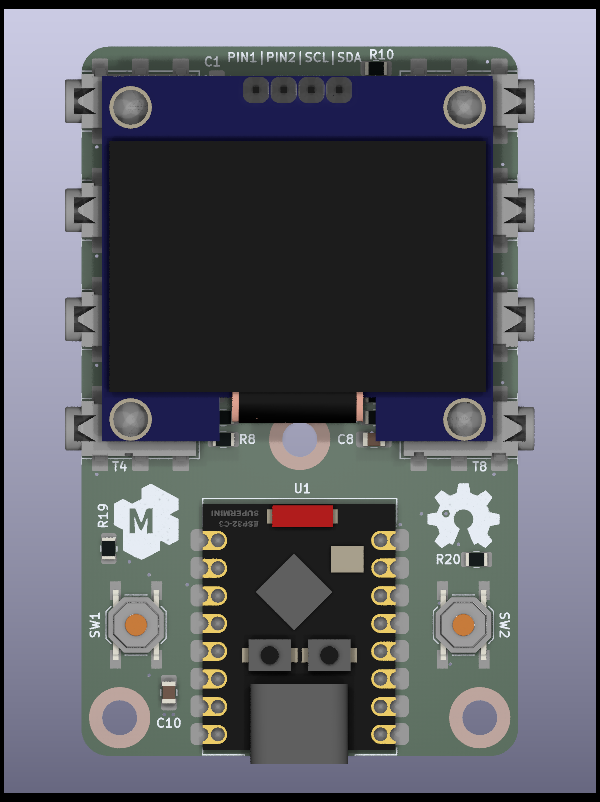 C1 PIN1|PIN2|SCL|SDA R10
R8 C8
T4 T8
U1
ESP32-C3
SUPERMINI
R19
M
R20
SW1
SW2
C10